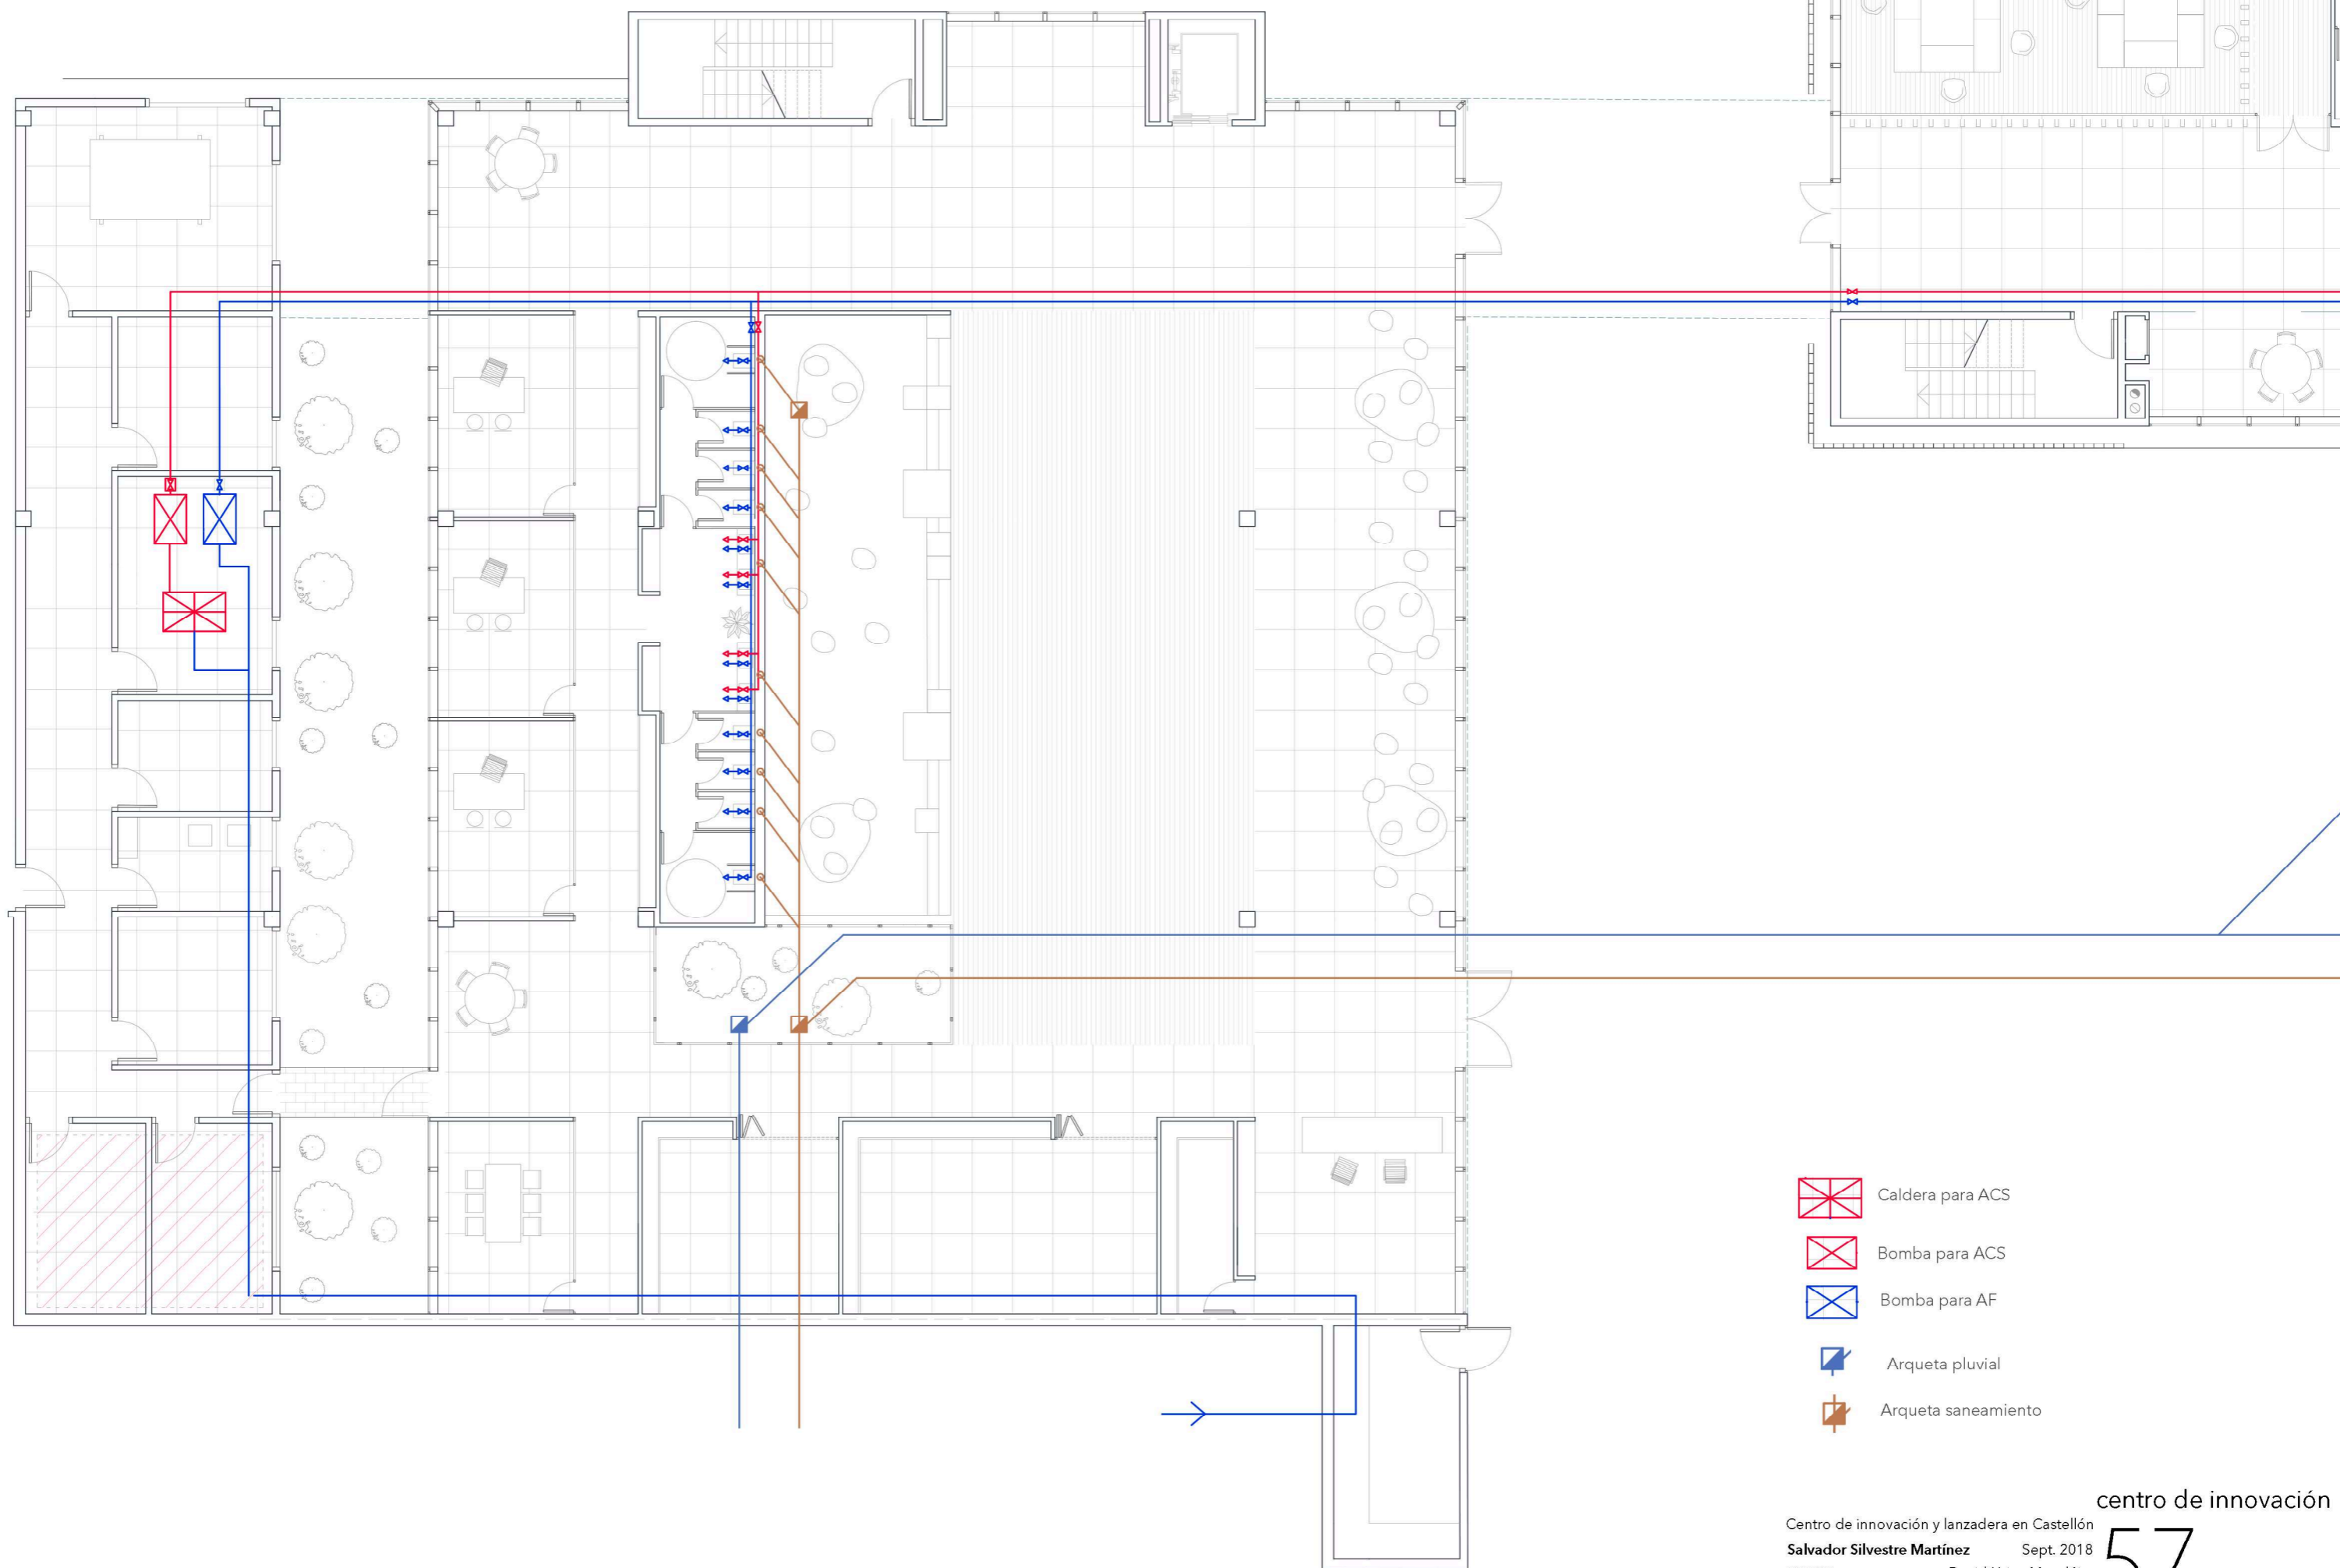 Caldera para ACS
Bomba para ACS
Bomba para AF
Arqueta pluvial
Arqueta saneamiento
centro de innovación
Centro de innovación y lanzadera en Castellón
Salvador Silvestre Martínez Sept. 2018
57